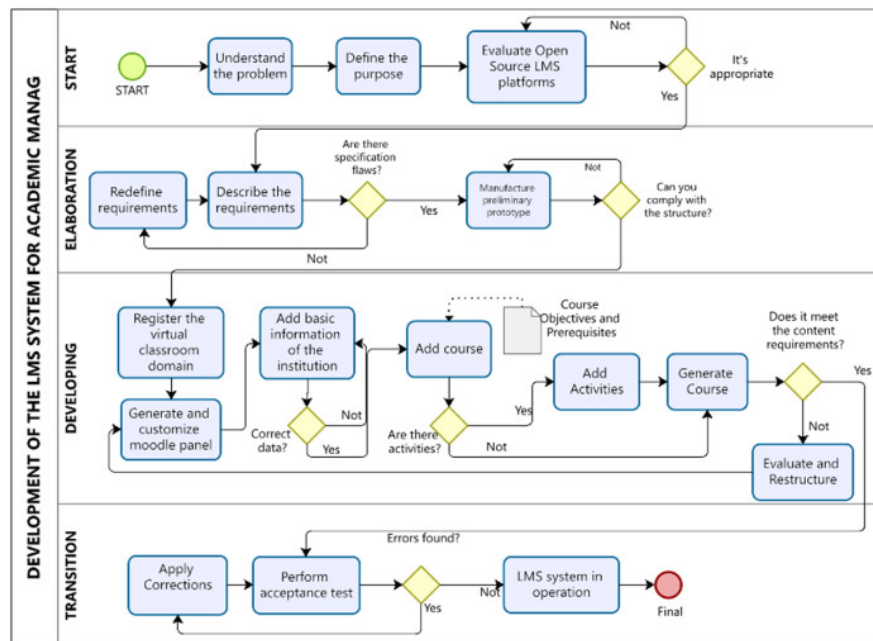 DEVELOPMENT OF THE LMS SYSTEM FOR ACADEMIC MANAG
START
START
Understand
the problem
Define the
purpose
Evaluate Open
Source LMS
platforms
Not
It's
appropriate
Yes
ELABORATION
Redefine
requirements
Describe the
requirements
Are there
specification
flaws?
Yes
Not
Manufacture
preliminary
prototype
Not
Can you
comply with
the structure?
DEVELOPING
Register the
virtual
classroom
domain
Generate and
customize
moodle panel
Add basic
information
of the
institution
Correct
data?
Not
Yes
Add course
Course
Objectives and
Prerequisites
Are there
activities?
Yes
Not
Add
Activities
Generate
Course
Does it meet
the content
requirements?
Yes
Not
Evaluate and
Restructure
TRANSITION
Apply
Corrections
Perform
acceptance test
Errors found?
Yes
Not
LMS system in
operation
Final